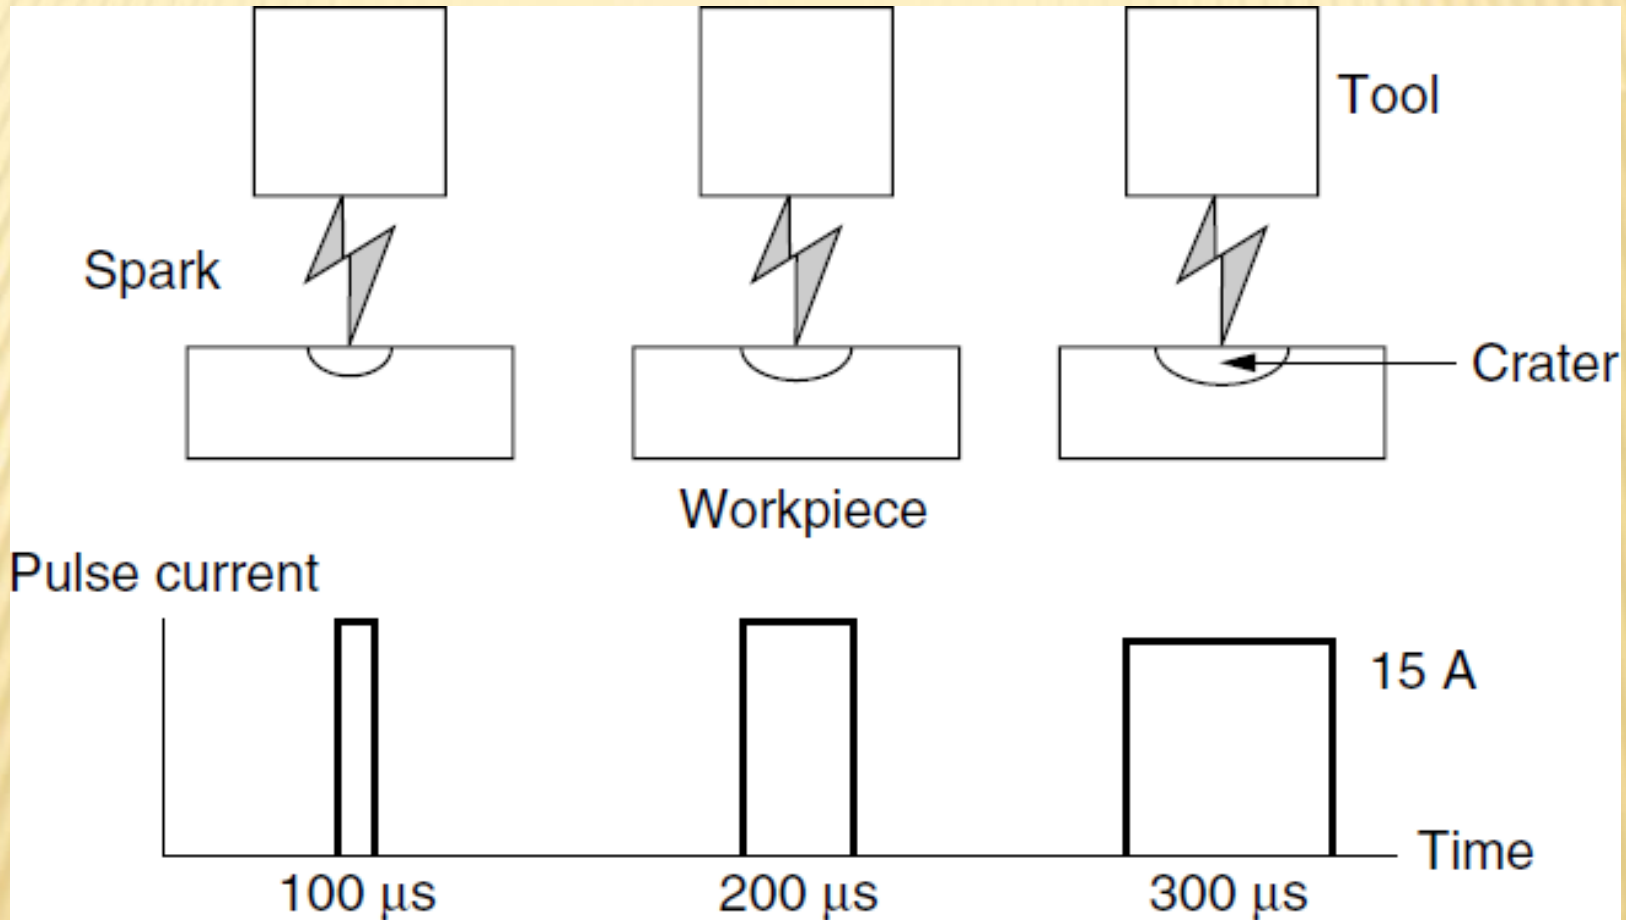 Tool
Spark
Crater
Workpiece
Pulse current
15 A
Time
100 μs
200 μs
300 μs